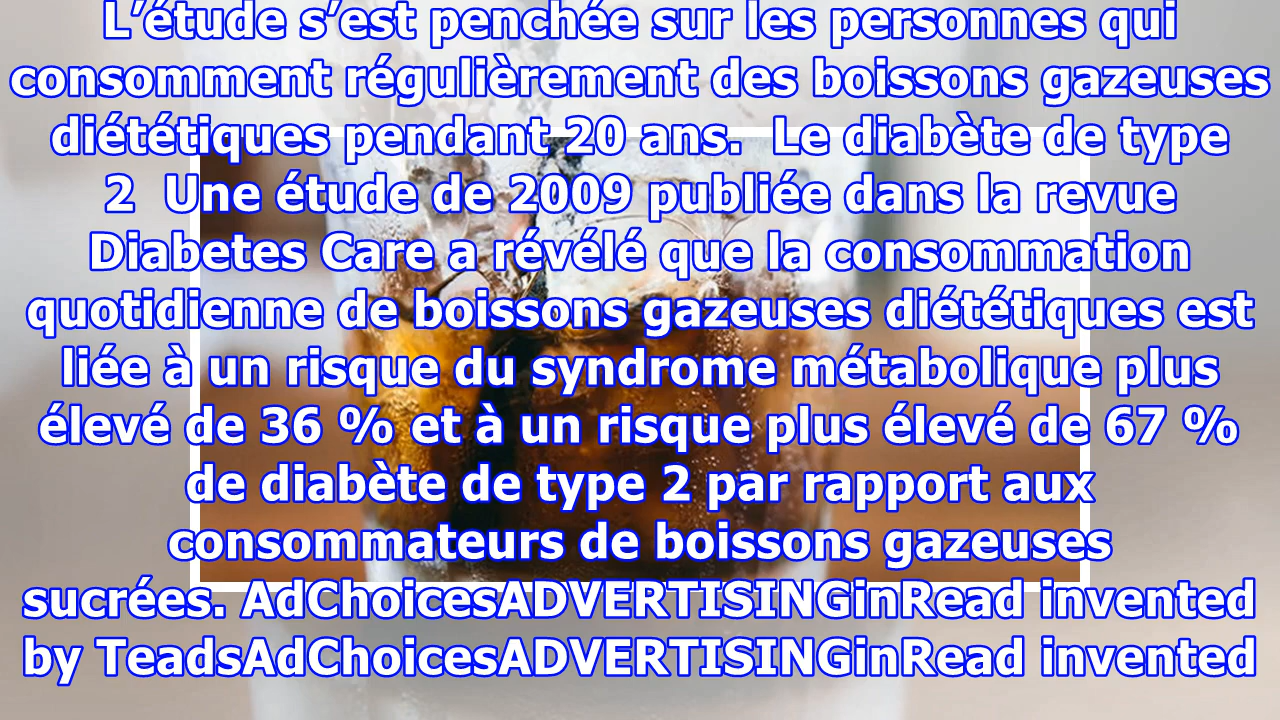 L’étude s’est penchée sur les personnes qui
consomment régulièrement des boissons gazeuses
diététiques pendant 20 ans.  Le diabète de type
2  Une étude de 2009 publiée dans la revue
Diabetes Care a révélé que la consommation
quotidienne de boissons gazeuses diététiques est
liée à un risque du syndrome métabolique plus
élevé de 36 % et à un risque plus élevé de 67 %
de diabète de type 2 par rapport aux
consommateurs de boissons gazeuses
sucrées. AdChoicesADVERTISINGinRead invented
by TeadsAdChoicesADVERTISINGinRead invented